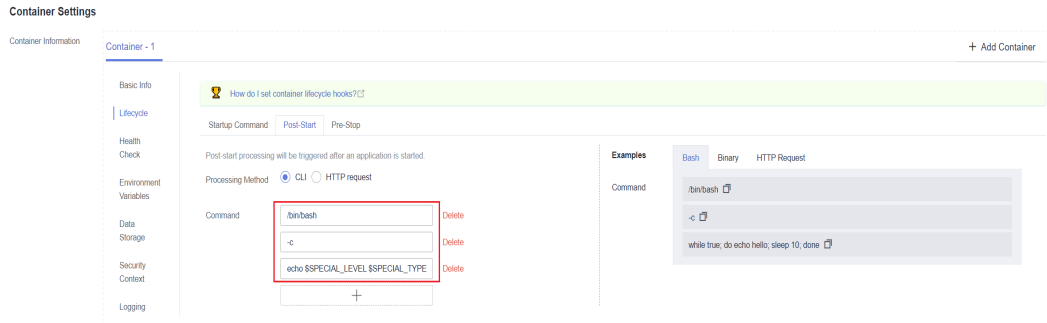 Container Settings
Container Information
Container - 1
+ Add Container
Basic Info
Lifecycle
Health
Check
Environment
Variables
Data
Storage
Security
Context
Logging
How do I set container lifecycle hooks?
Startup Command Post-Start Pre-Stop
Post-start processing will be triggered after an application is started.
Processing Method CLI HTTP request
Command
/bin/bash Delete
-c Delete
echo $SPECIAL_LEVEL $SPECIAL_TYPE Delete
+
Examples
Bash Binary HTTP Request
Command
/bin/bash
-c
while true; do echo hello; sleep 10; done